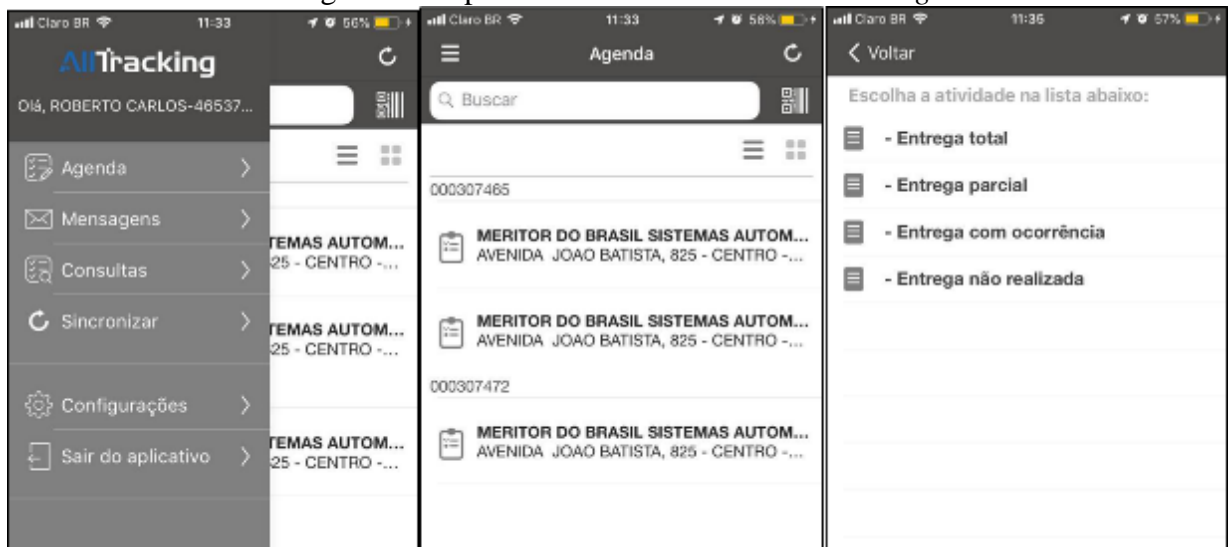 Claro BR 11:33 56%
AllTracking
Olá, ROBERTO CARLOS-46537...
Agenda
Mensagens
Consultas
Sincronizar
Configurações
Sair do aplicativo
TEMAS AUTOM...
25 - CENTRO -...
TEMAS AUTOM...
25 - CENTRO -...
TEMAS AUTOM...
25 - CENTRO -...
Claro BR 11:33 56%
Agenda
Buscar
000307465
MERITOR DO BRASIL SISTEMAS AUTOM...
AVENIDA JOAO BATISTA, 825 - CENTRO -...
MERITOR DO BRASIL SISTEMAS AUTOM...
AVENIDA JOAO BATISTA, 825 - CENTRO -...
000307472
MERITOR DO BRASIL SISTEMAS AUTOM...
AVENIDA JOAO BATISTA, 825 - CENTRO -...
Claro BR 11:35 57%
Voltar
Escolha a atividade na lista abaixo:
- Entrega total
- Entrega parcial
- Entrega com ocorrência
- Entrega não realizada